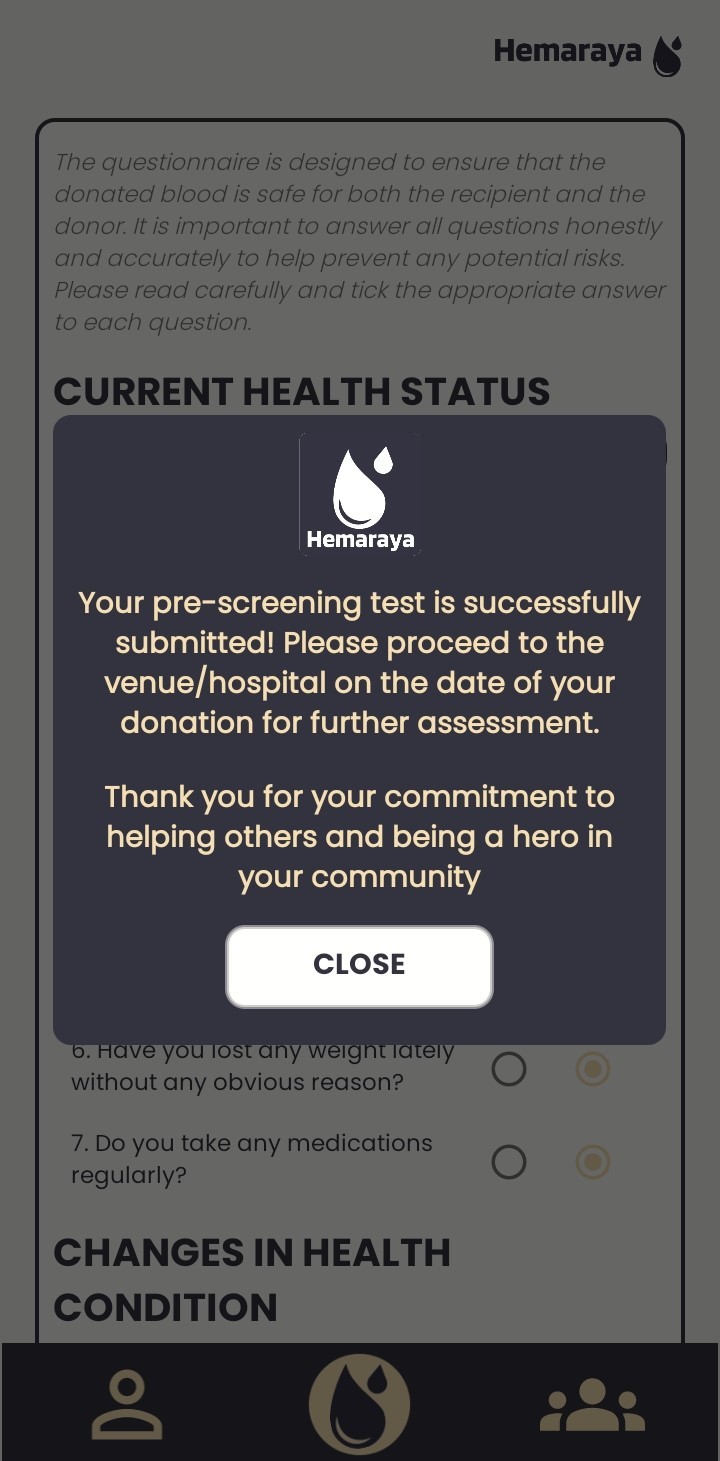 Hemaraya
The questionnaire is designed to ensure that the
donated blood is safe for both the recipient and the
donor. It is important to answer all questions honestly
and accurately to help prevent any potential risks.
Please read carefully and tick the appropriate answer
to each question.
CURRENT HEALTH STATUS
Hemaraya
Your pre-screening test is successfully
submitted! Please proceed to the
venue/hospital on the date of your
donation for further assessment.
Thank you for your commitment to
helping others and being a hero in
your community
CLOSE
6. Have you lost any weight lately
without any obvious reason?
7. Do you take any medications
regularly?
CHANGES IN HEALTH
CONDITION